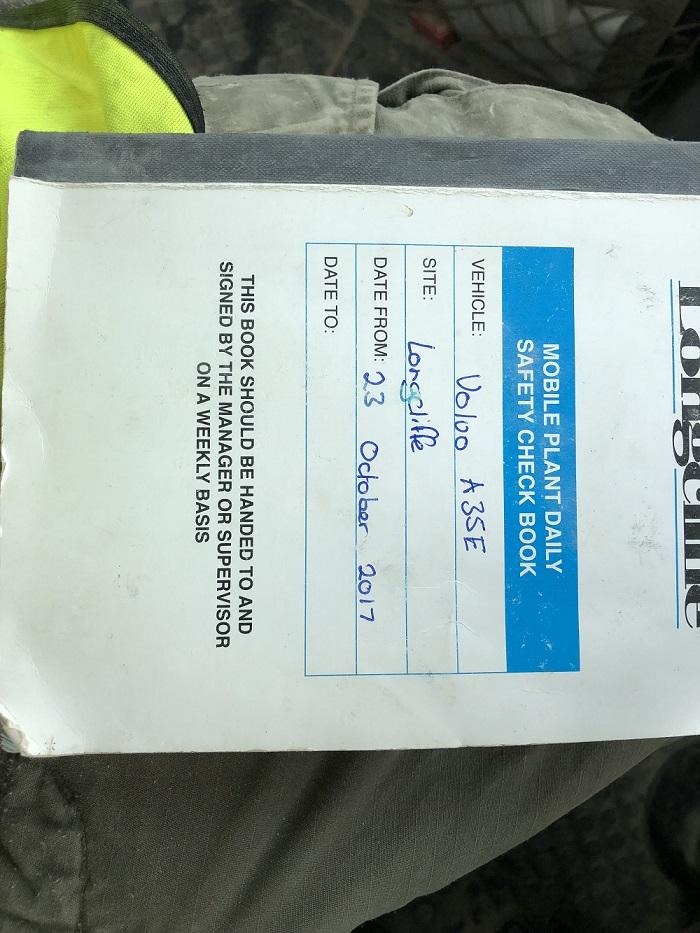 Longcliffe
MOBILE PLANT DAILY
SAFETY CHECK BOOK
VEHICLE: Volvo A35E
SITE: Longcliffe
DATE FROM: 23 October 2017
DATE TO:
THIS BOOK SHOULD BE HANDED TO AND
SIGNED BY THE MANAGER OR SUPERVISOR
ON A WEEKLY BASIS